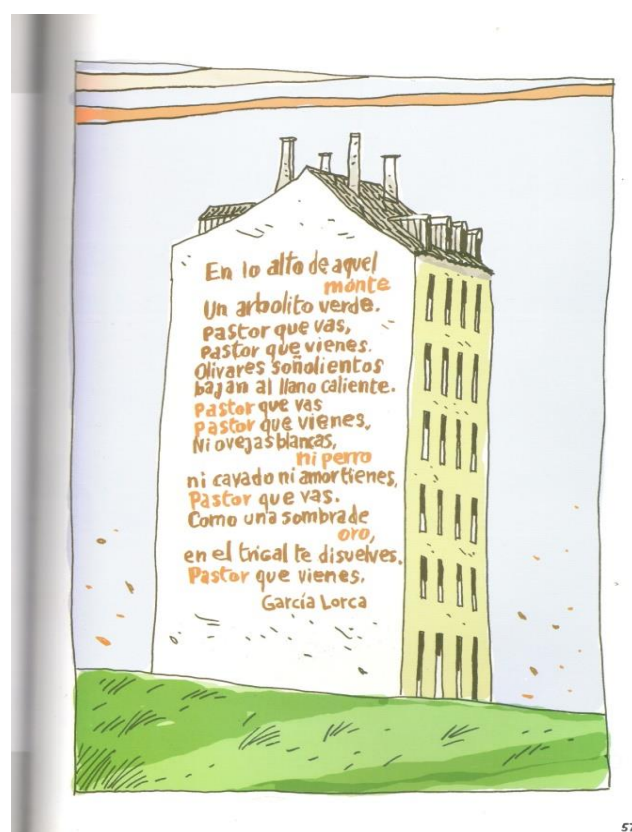 En lo alto de aquel
monte
Un arbolito verde.
Pastor que vas,
Pastor que vienes.
Olivares soñolientos
bajan al llano caliente.
Pastor que vas
Pastor que vienes,
Ni ovejas blancas,
ni perro
ni cayado ni amor tienes,
Pastor que vas.
Como una sombra de
oro,
en el trigal te disuelves.
Pastor que vienes.
García Lorca
57